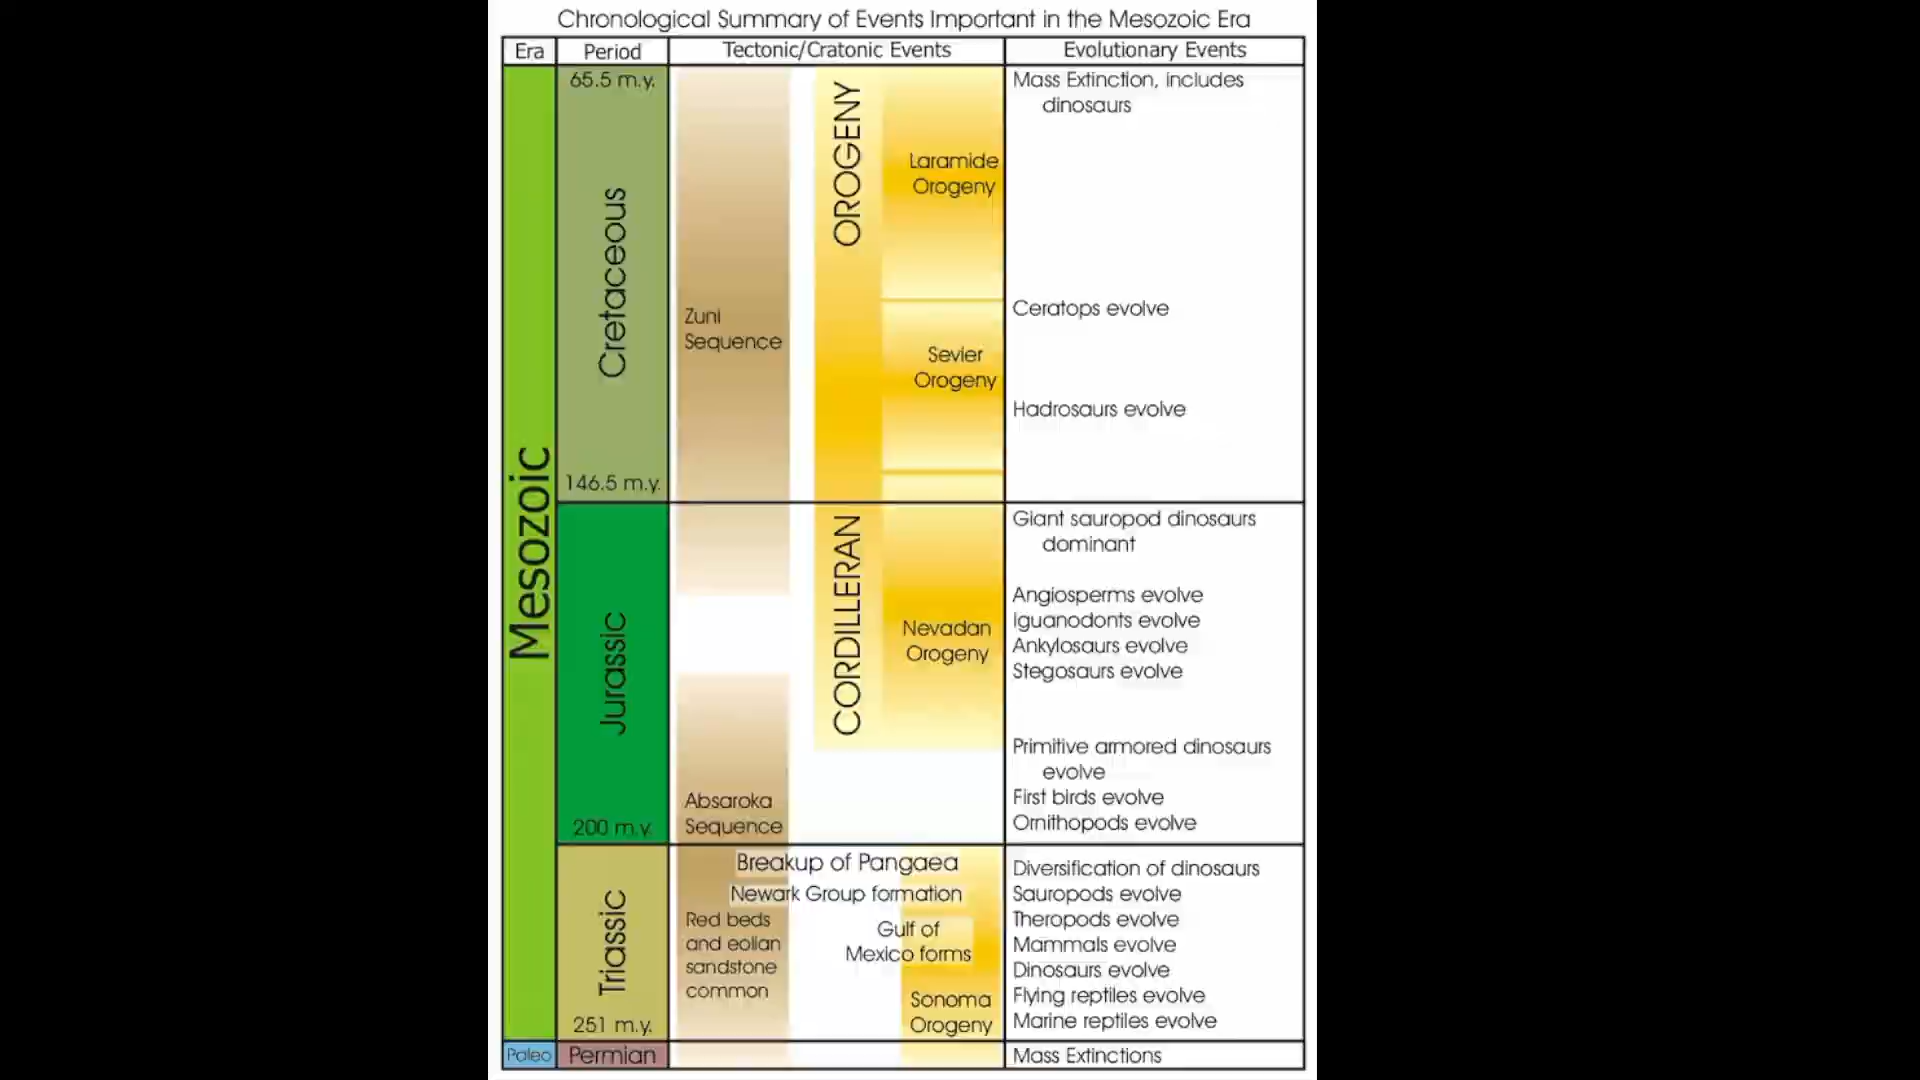 Chronological Summary of Events Important in the Mesozoic Era
Era
Period
Tectonic/Cratonic Events
Evolutionary Events
Mesozoic
Paleo
65.5 m.y.
Cretaceous
146.5 m.y.
Jurassic
200 m.y.
Triassic
251 m.y.
Permian
Zuni
Sequence
Absaroka
Sequence
Red beds
and eolian
sandstone
common
CORDILLERAN OROGENY
Laramide
Orogeny
Sevier
Orogeny
Nevadan
Orogeny
Breakup of Pangaea
Newark Group formation
Gulf of
Mexico forms
Sonoma
Orogeny
Mass Extinction, includes
dinosaurs
Ceratops evolve
Hadrosaurs evolve
Giant sauropod dinosaurs
dominant
Angiosperms evolve
Iguanodonts evolve
Ankylosaurs evolve
Stegosaurs evolve
Primitive armored dinosaurs
evolve
First birds evolve
Ornithopods evolve
Diversification of dinosaurs
Sauropods evolve
Theropods evolve
Mammals evolve
Dinosaurs evolve
Flying reptiles evolve
Marine reptiles evolve
Mass Extinctions